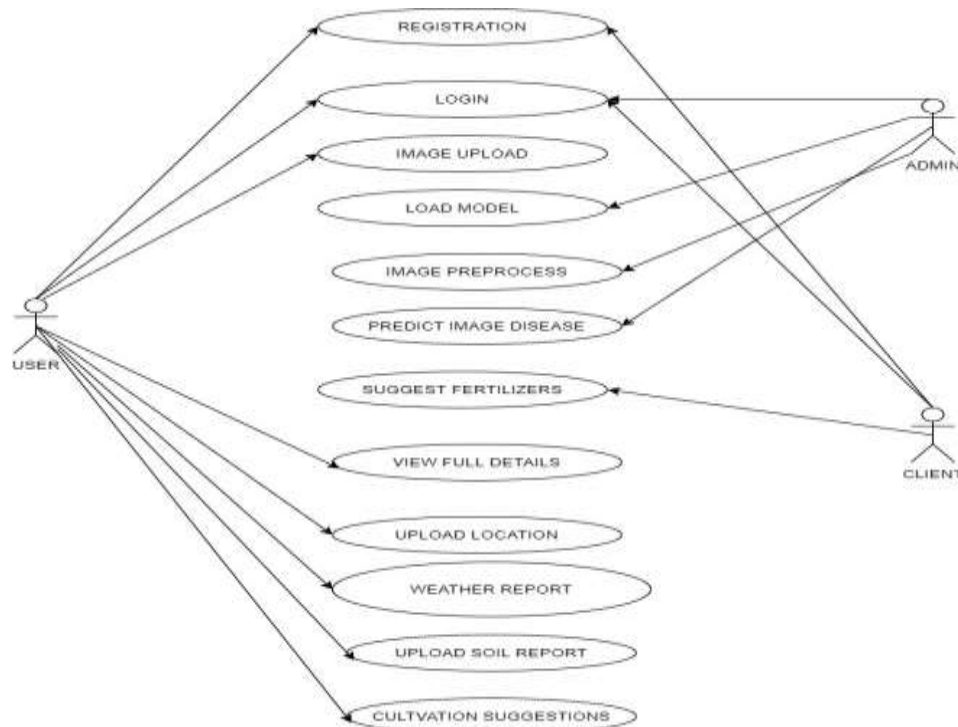 REGISTRATION
LOGIN
IMAGE UPLOAD
ADMIN
LOAD MODEL
IMAGE PREPROCESS
PREDICT IMAGE DISEASE
USER
SUGGEST FERTILIZERS
VIEW FULL DETAILS
CLIENT
UPLOAD LOCATION
WEATHER REPORT
UPLOAD SOIL REPORT
CULTVATION SUGGESTIONS